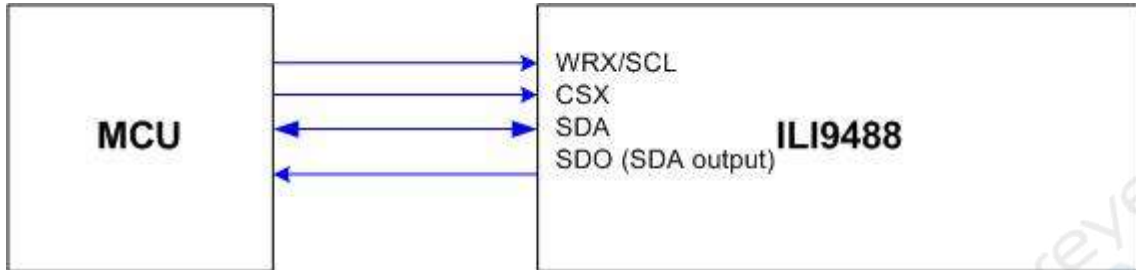 WRX/SCL
CSX
MCU
SDA
ILI9488
SDO (SDA output)